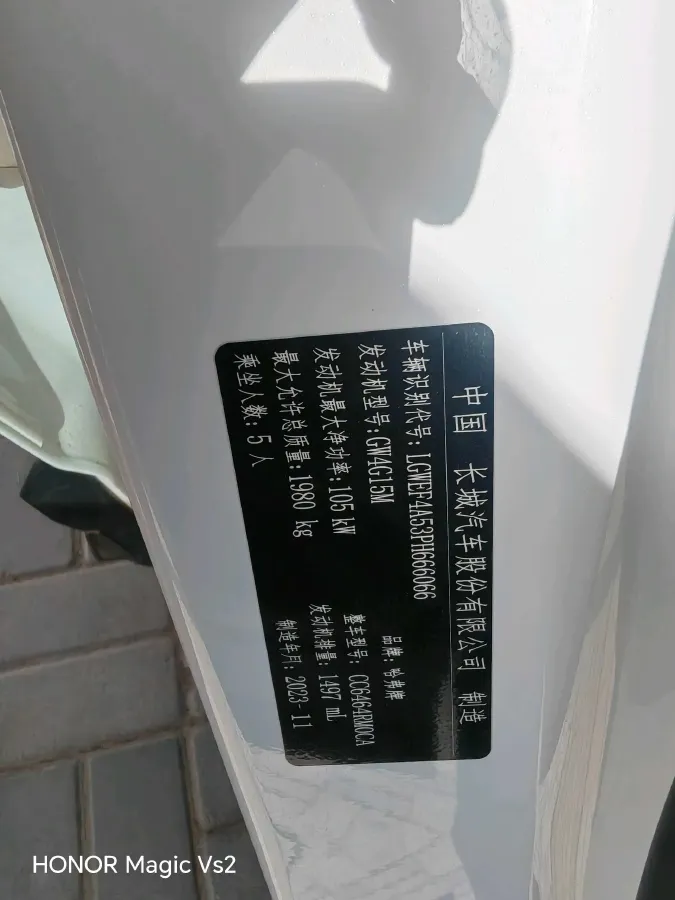 中国 长城汽车股份有限公司 制造
车辆识别代号：LGWEF4A53PH666066
品牌：哈弗牌
发动机型号：GW4G15M
整车型号：CC6464RM0CA
发动机最大净功率：105 kW
发动机排量：1497 mL
最大允许总质量：1980 kg
制造年月：2023-11
乘坐人数：5 人
HONOR Magic Vs2